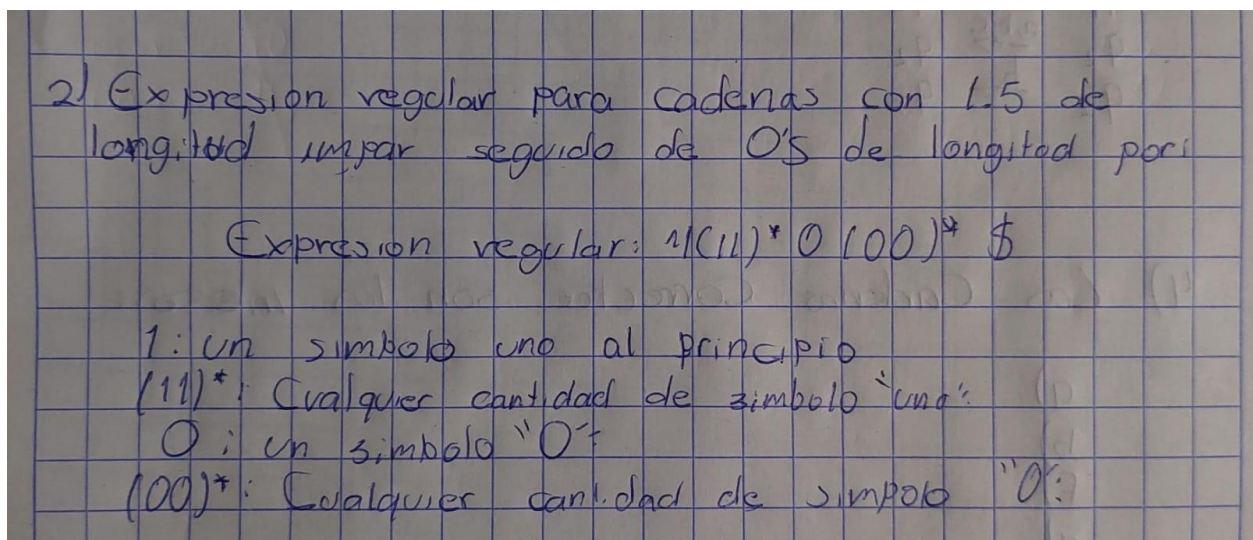 2) Expresion regular para cadenas con 1.5 de
longitud impar seguido de 0's de longitud par:
Expresion regular: 1(11)* 0 (00)* $
1: un simbolo uno al principio
(11)*: Cualquier cantidad de simbolo "uno".
0: un simbolo "0":
(00)*: Cualquier cantidad de simbolo "0":